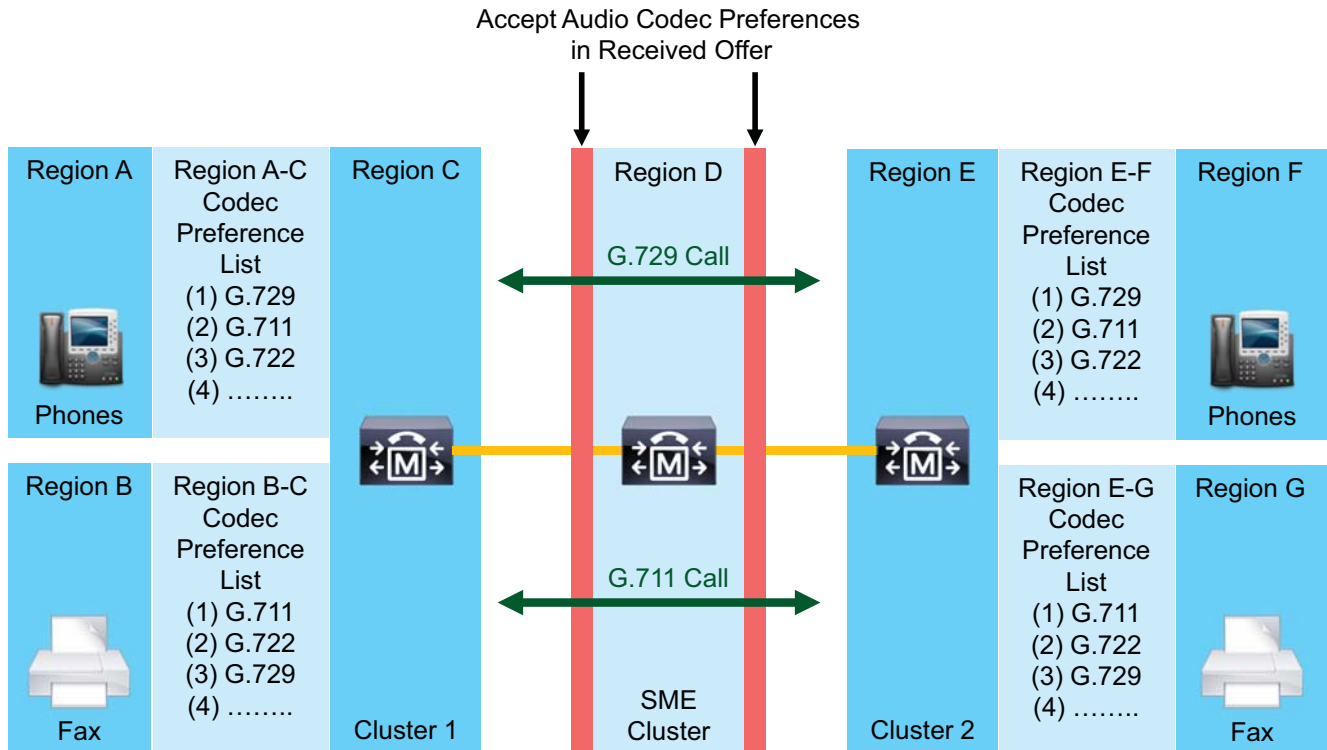 Accept Audio Codec Preferences
in Received Offer
Region A
Phones
Region A-C
Codec
Preference
List
(1) G.729
(2) G.711
(3) G.722
(4) ........
Region B
Fax
Region B-C
Codec
Preference
List
(1) G.711
(2) G.722
(3) G.729
(4) ........
Region C
M
Cluster 1
Region D
G.729 Call
M
G.711 Call
SME
Cluster
Region E
M
Cluster 2
Region E-F
Codec
Preference
List
(1) G.729
(2) G.711
(3) G.722
(4) ........
Region F
Phones
Region E-G
Codec
Preference
List
(1) G.711
(2) G.722
(3) G.729
(4) ........
Region G
Fax